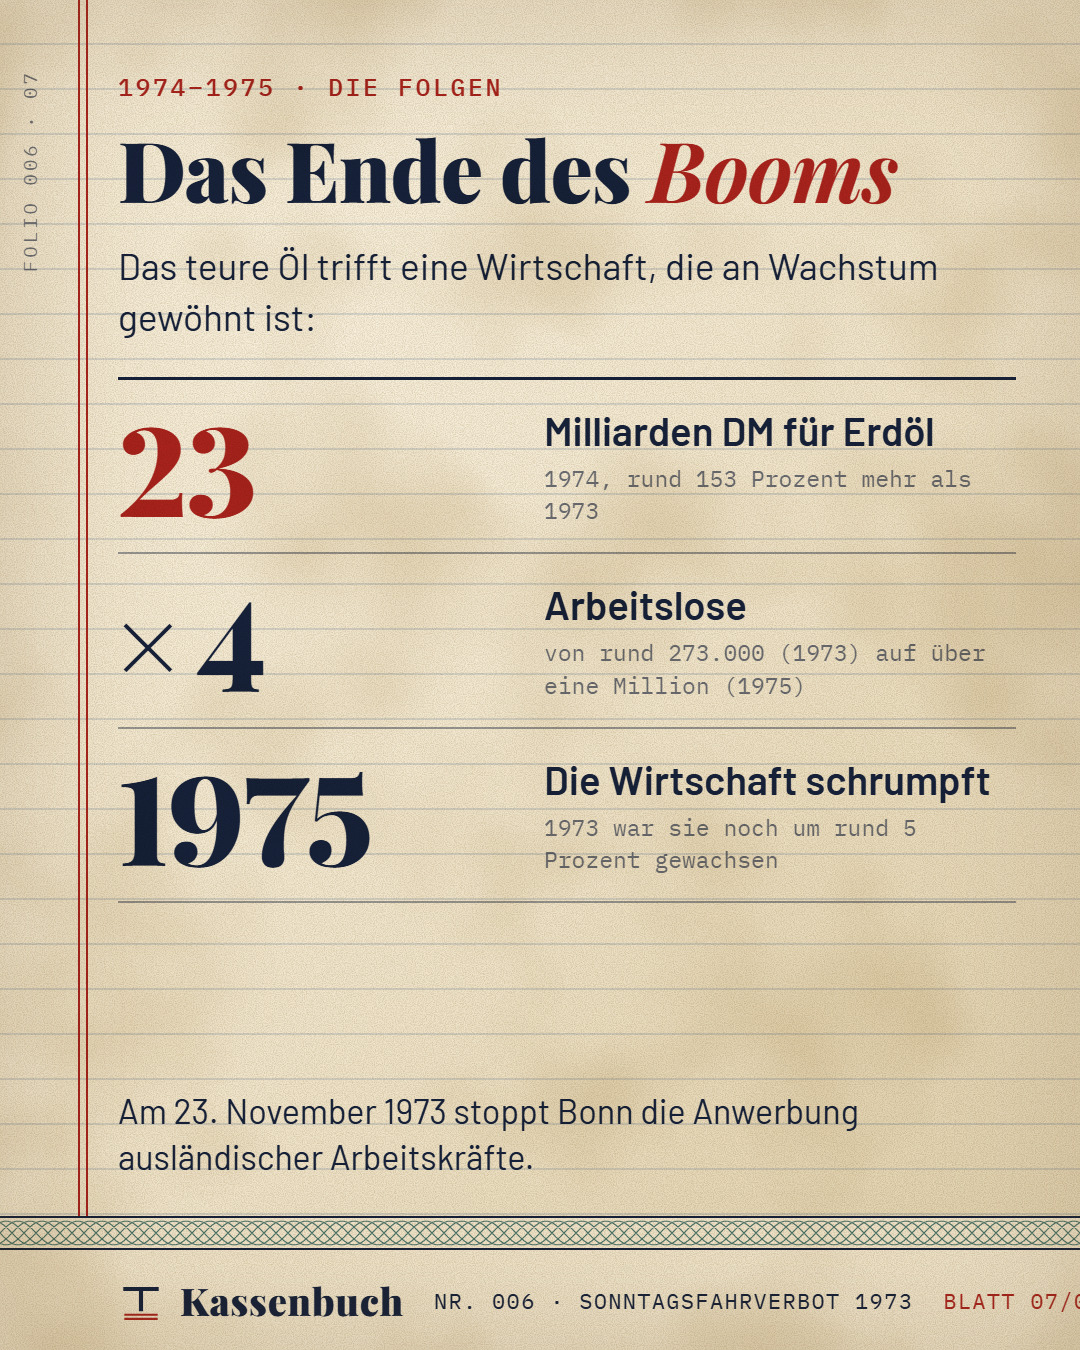 FOLIO 006 · 07
1974–1975 · DIE FOLGEN
Das Ende des Booms
Das teure Öl trifft eine Wirtschaft, die an Wachstum
gewöhnt ist:
23
Milliarden DM für Erdöl
1974, rund 153 Prozent mehr als
1973
× 4
Arbeitslose
von rund 273.000 (1973) auf über
eine Million (1975)
1975
Die Wirtschaft schrumpft
1973 war sie noch um rund 5
Prozent gewachsen
Am 23. November 1973 stoppt Bonn die Anwerbung
ausländischer Arbeitskräfte.
Kassenbuch
NR. 006 · SONNTAGSFAHRVERBOT 1973
BLATT